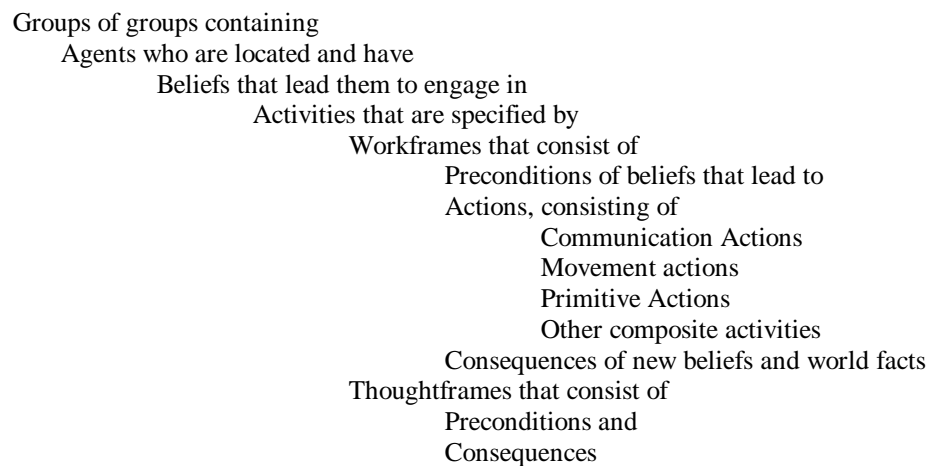 Groups of groups containing
Agents who are located and have
Beliefs that lead them to engage in
Activities that are specified by
Workframes that consist of
Preconditions of beliefs that lead to
Actions, consisting of
Communication Actions
Movement actions
Primitive Actions
Other composite activities
Consequences of new beliefs and world facts
Thoughtframes that consist of
Preconditions and
Consequences